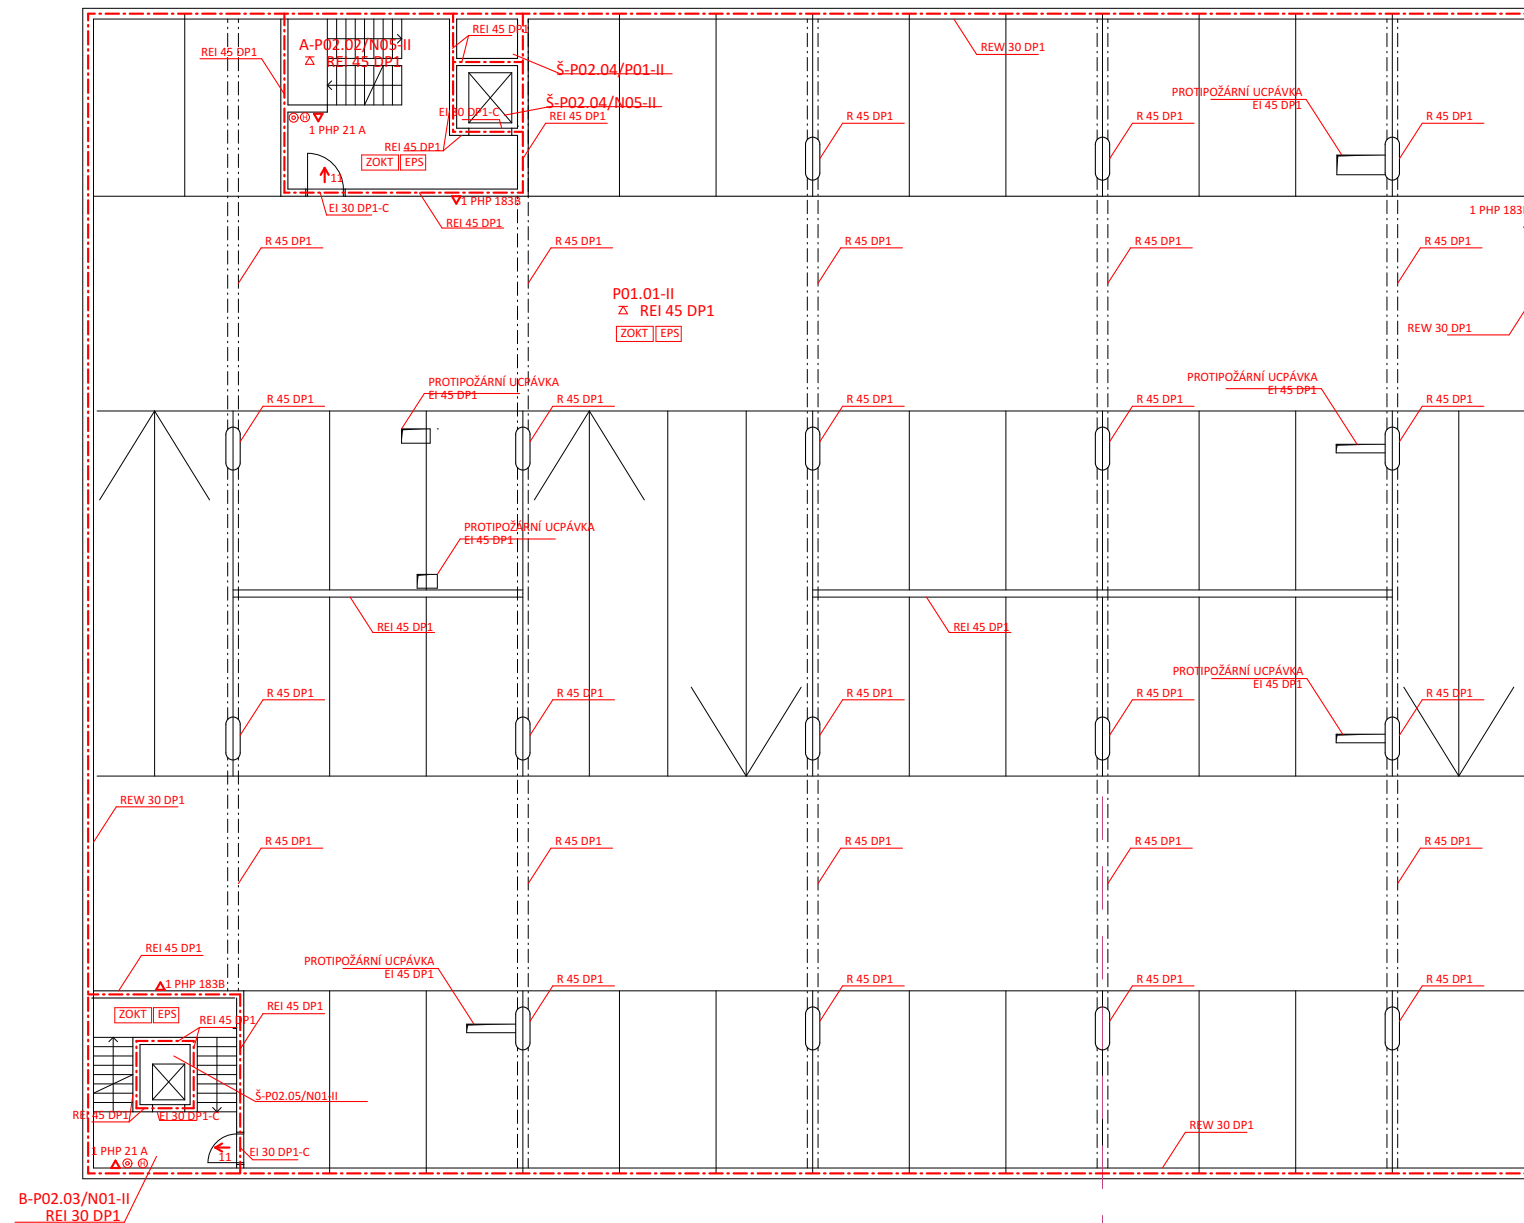 REI 45 DP1
A-P02.02/N05-II
REI 45 DP1
REI 45 DP1
REW 30 DP1
Š-P02.04/P01-II
Š-P02.04/N05-II
EI 30 DP1-C
REI 45 DP1
PROTIPOŽÁRNÍ UCPÁVKA
EI 45 DP1
R 45 DP1
R 45 DP1
R 45 DP1
H
1 PHP 21 A
REI 45 DP1
ZOKT
EPS
11
EI 30 DP1-C
1 PHP 183B
REI 45 DP1
1 PHP 183
R 45 DP1
R 45 DP1
R 45 DP1
R 45 DP1
R 45 DP1
P01.01-II
REI 45 DP1
ZOKT
EPS
REW 30 DP1
PROTIPOŽÁRNÍ UCPÁVKA
EI 45 DP1
PROTIPOŽÁRNÍ UCPÁVKA
EI 45 DP1
R 45 DP1
R 45 DP1
R 45 DP1
R 45 DP1
R 45 DP1
PROTIPOŽÁRNÍ UCPÁVKA
EI 45 DP1
REI 45 DP1
REI 45 DP1
PROTIPOŽÁRNÍ UCPÁVKA
EI 45 DP1
R 45 DP1
R 45 DP1
R 45 DP1
R 45 DP1
R 45 DP1
REW 30 DP1
R 45 DP1
R 45 DP1
R 45 DP1
R 45 DP1
R 45 DP1
REI 45 DP1
PROTIPOŽÁRNÍ UCPÁVKA
EI 45 DP1
1 PHP 183B
R 45 DP1
R 45 DP1
R 45 DP1
R 45 DP1
ZOKT
EPS
REI 45 DP1
REI 45 DP1
Š-P02.05/N01-II
REI 45 DP1
EI 30 DP1-C
1 PHP 21 A
H
11
EI 30 DP1-C
REW 30 DP1
B-P02.03/N01-II
REI 30 DP1